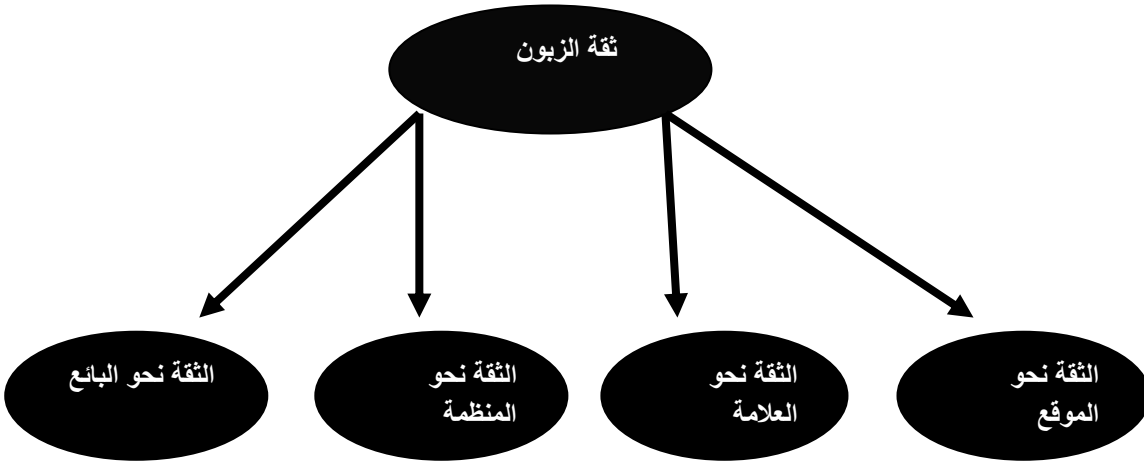 ثقة الزبون
الثقة نحو
الموقع
الثقة نحو
العلامة
الثقة نحو
المنظمة
الثقة نحو البائع